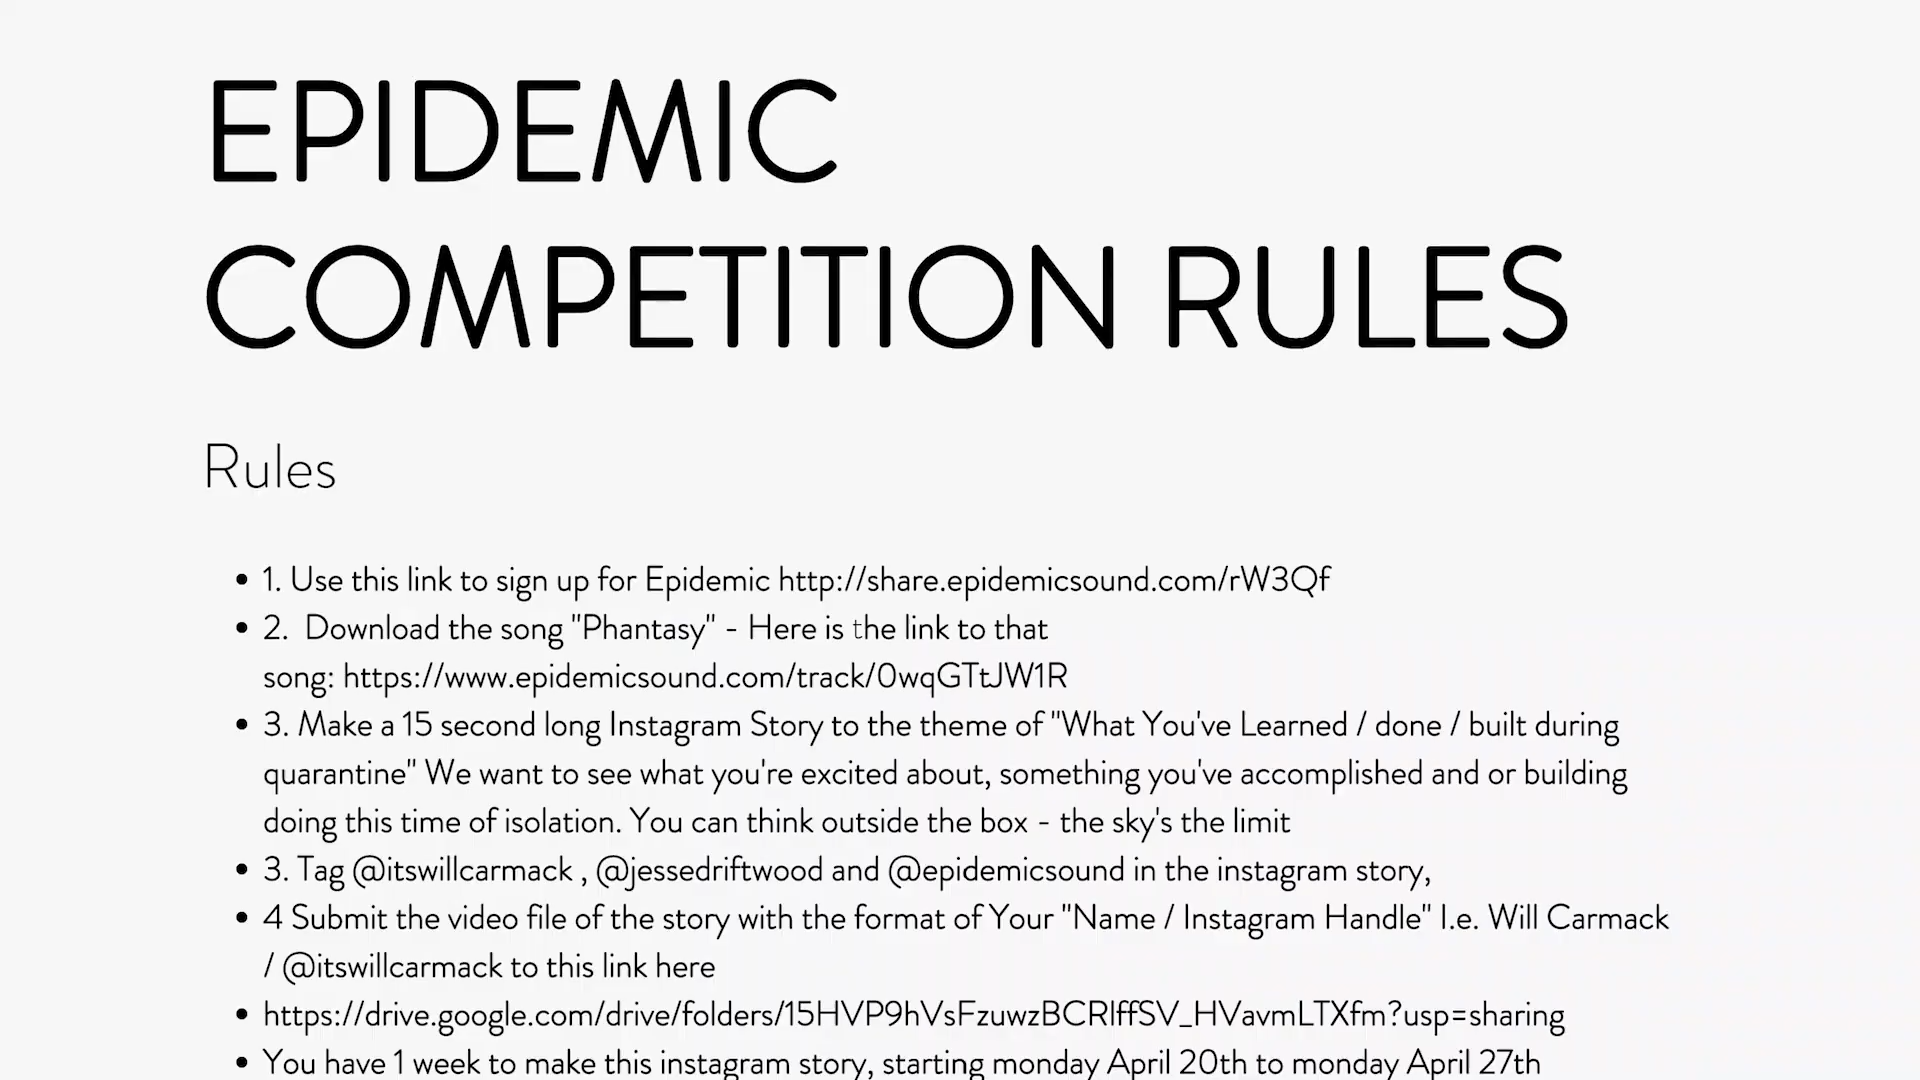 EPIDEMIC
COMPETITION RULES
Rules
• 1. Use this link to sign up for Epidemic http://share.epidemicsound.com/rW3Qf
• 2.  Download the song "Phantasy" - Here is the link to that
song: https://www.epidemicsound.com/track/0wqGTtJW1R
• 3. Make a 15 second long Instagram Story to the theme of "What You've Learned / done / built during
quarantine" We want to see what you're excited about, something you've accomplished and or building
doing this time of isolation. You can think outside the box - the sky's the limit
• 3. Tag @itswillcarmack , @jessedriftwood and @epidemicsound in the instagram story,
• 4 Submit the video file of the story with the format of Your "Name / Instagram Handle" I.e. Will Carmack
/ @itswillcarmack to this link here
• https://drive.google.com/drive/folders/15HVP9hVsFzuwzBCRIffSV_HVavmLTXfm?usp=sharing
• You have 1 week to make this instagram story, starting monday April 20th to monday April 27th